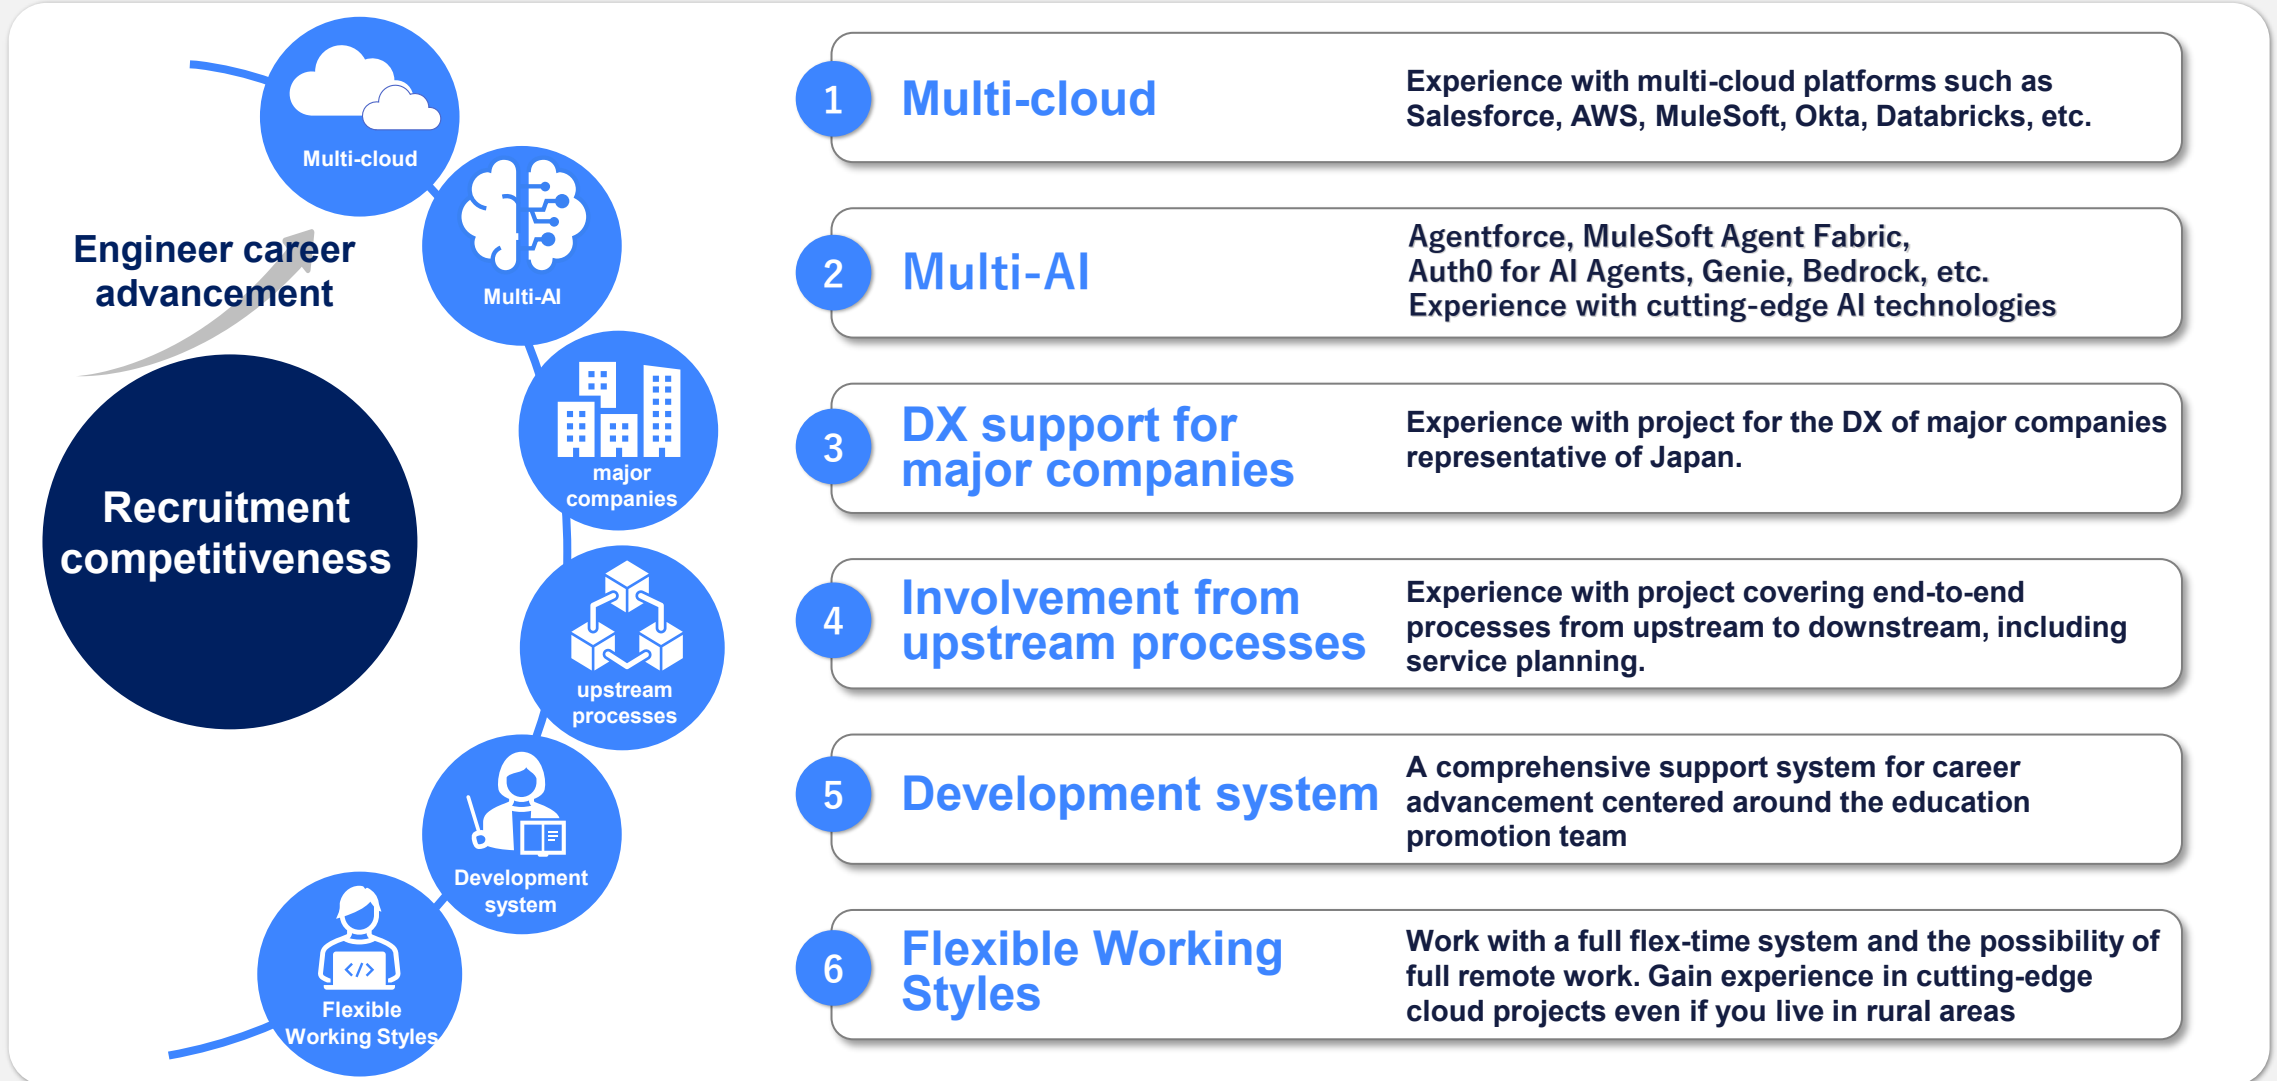 Multi-cloud
Multi-AI
major
companies
upstream
processes
Development
system
Flexible
Working Styles
</>
Engineer career
advancement
Recruitment
competitiveness
1
Multi-cloud
Experience with multi-cloud platforms such as
Salesforce, AWS, MuleSoft, Okta, Databricks, etc.
2
Multi-AI
Agentforce, MuleSoft Agent Fabric,
Auth0 for AI Agents, Genie, Bedrock, etc.
Experience with cutting-edge AI technologies
3
DX support for
major companies
Experience with project for the DX of major companies
representative of Japan.
4
Involvement from
upstream processes
Experience with project covering end-to-end
processes from upstream to downstream, including
service planning.
5
Development system
A comprehensive support system for career
advancement centered around the education
promotion team
6
Flexible Working
Styles
Work with a full flex-time system and the possibility of
full remote work. Gain experience in cutting-edge
cloud projects even if you live in rural areas